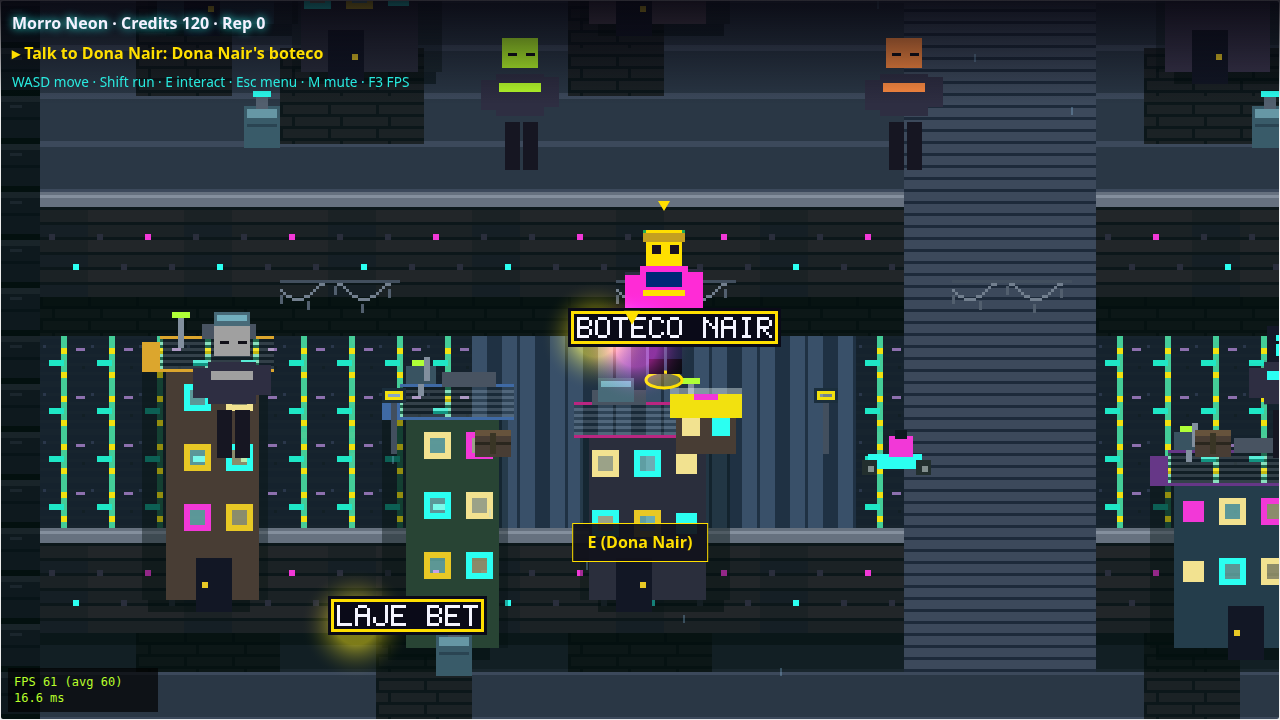 Morro Neon · Credits 120 · Rep 0
▸ Talk to Dona Nair: Dona Nair's boteco
WASD move · Shift run · E interact · Esc menu · M mute · F3 FPS
BOTECO NAIR
E (Dona Nair)
LAJE BET
FPS 61 (avg 60)
16.6 ms